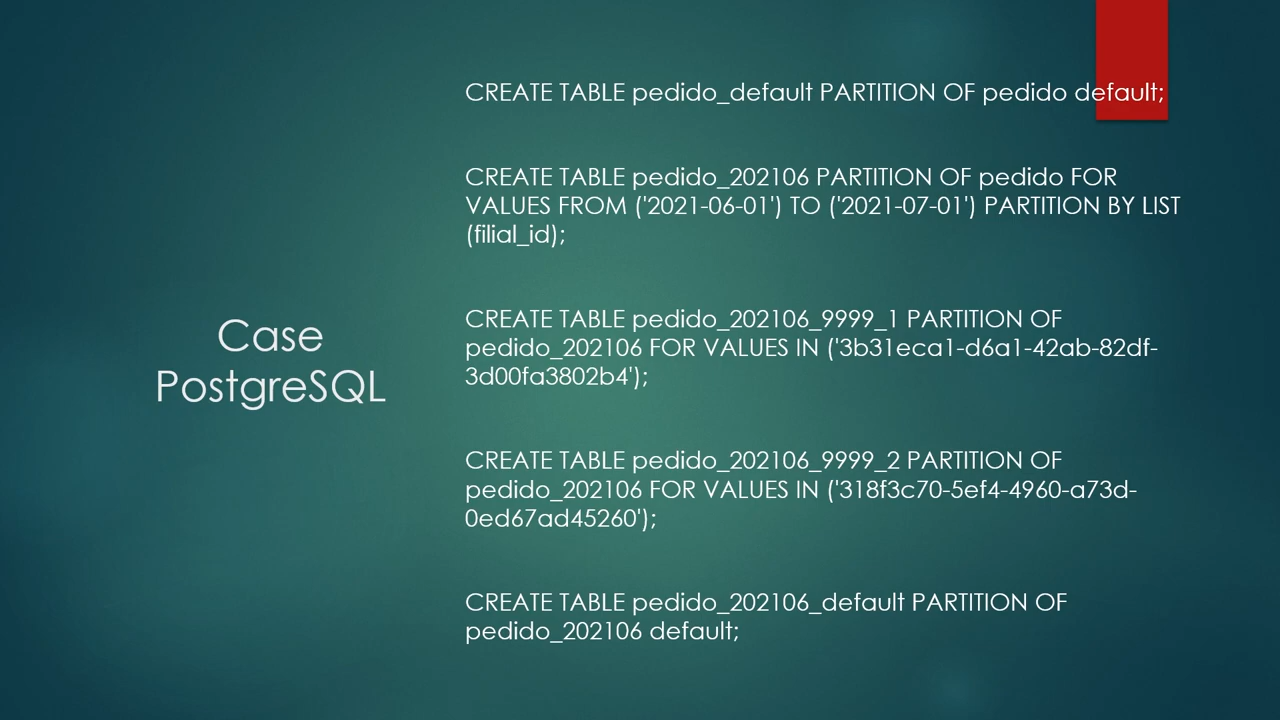 Case
PostgreSQL
CREATE TABLE pedido_default PARTITION OF pedido default;
CREATE TABLE pedido_202106 PARTITION OF pedido FOR
VALUES FROM ('2021-06-01') TO ('2021-07-01') PARTITION BY LIST
(filial_id);
CREATE TABLE pedido_202106_9999_1 PARTITION OF
pedido_202106 FOR VALUES IN ('3b31eca1-d6a1-42ab-82df-
3d00fa3802b4');
CREATE TABLE pedido_202106_9999_2 PARTITION OF
pedido_202106 FOR VALUES IN ('318f3c70-5ef4-4960-a73d-
0ed67ad45260');
CREATE TABLE pedido_202106_default PARTITION OF
pedido_202106 default;